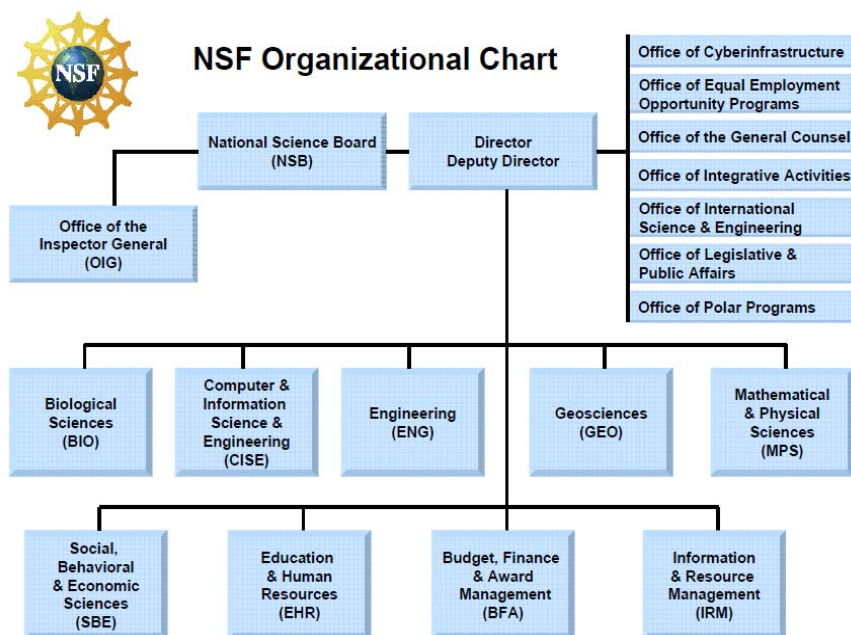 NSF
NSF Organizational Chart
National Science Board
(NSB)
Director
Deputy Director
Office of the
Inspector General
(OIG)
Office of Cyberinfrastructure
Office of Equal Employment
Opportunity Programs
Office of the General Counsel
Office of Integrative Activities
Office of International
Science & Engineering
Office of Legislative &
Public Affairs
Office of Polar Programs
Biological
Sciences
(BIO)
Computer &
Information
Science &
Engineering
(CISE)
Engineering
(ENG)
Geosciences
(GEO)
Mathematical
& Physical
Sciences
(MPS)
Social,
Behavioral
& Economic
Sciences
(SBE)
Education
& Human
Resources
(EHR)
Budget, Finance
& Award
Management
(BFA)
Information
& Resource
Management
(IRM)